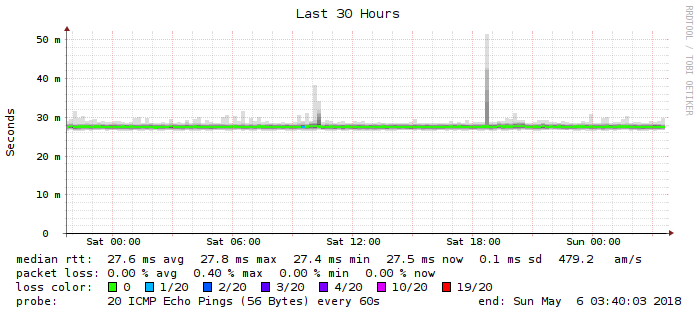 Last 30 Hours
RRDTOOL / TOBI OETIKER
Seconds
50 m
40 m
30 m
20 m
10 m
0
Sat 00:00 Sat 06:00 Sat 12:00 Sat 18:00 Sun 00:00
median rtt: 27.6 ms avg 27.8 ms max 27.4 ms min 27.5 ms now 0.1 ms sd 479.2 am/s
packet loss: 0.00 % avg 0.40 % max 0.00 % min 0.00 % now
loss color: 0 1/20 2/20 3/20 4/20 10/20 19/20
probe: 20 ICMP Echo Pings (56 Bytes) every 60s end: Sun May 6 03:40:03 2018